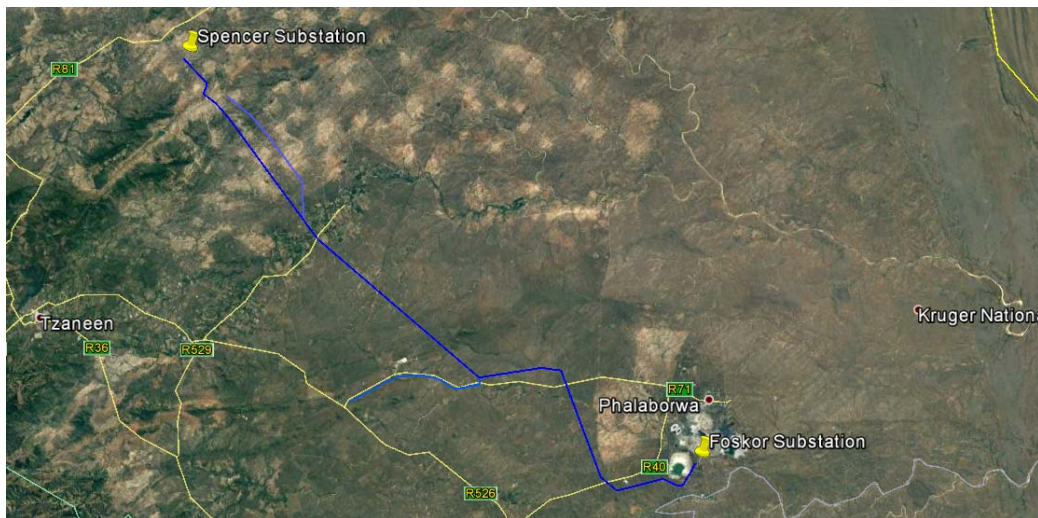 Spencer Substation
R81
Kruger Nationa
Tzaneen
R36
R529
R71
Phalaborwa
Foskor Substation
R40
R526